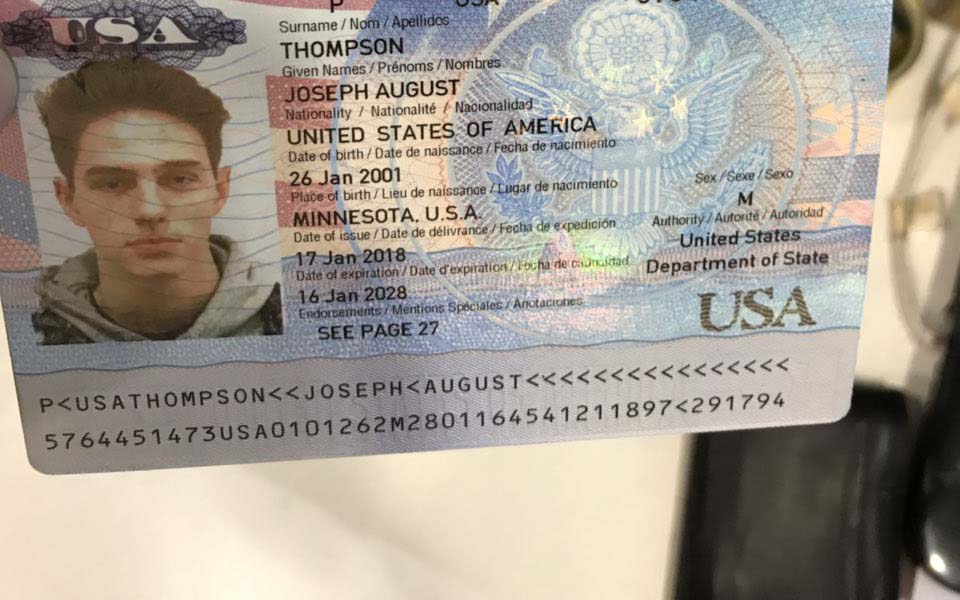 P USA
USA
Surname / Nom / Apellidos
THOMPSON
Given Names / Prénoms / Nombres
JOSEPH AUGUST
Nationality / Nationalité / Nacionalidad
UNITED STATES OF AMERICA
Date of birth / Date de naissance / Fecha de nacimiento
26 Jan 2001
Place of birth / Lieu de naissance / Lugar de nacimiento
MINNESOTA, U.S.A.
Sex / Sexe / Sexo
M
Date of issue / Date de délivrance / Fecha de expedición
17 Jan 2018
Authority / Autorité / Autoridad
United States
Department of State
Date of expiration / Date d'expiration / Fecha de caducidad
16 Jan 2028
Endorsements / Mentions Spéciales / Anotaciones
SEE PAGE 27
USA
P<USATHOMPSON<<JOSEPH<AUGUST<<<<<<<<<<<<<<<<
5764451473USA0101262M2801164541211897<291794